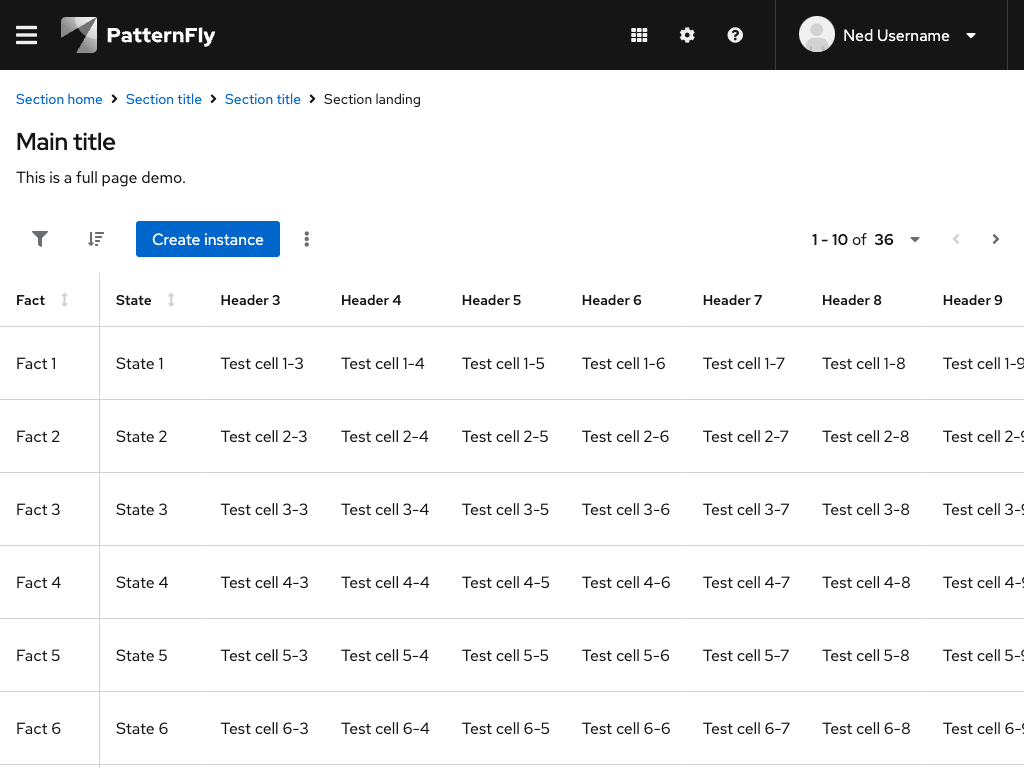 PatternFly Ned Username
Section home Section title Section title Section landing
Main title
This is a full page demo.
Create instance 1 - 10 of 36
Fact State Header 3 Header 4 Header 5 Header 6 Header 7 Header 8 Header 9
Fact 1 State 1 Test cell 1-3 Test cell 1-4 Test cell 1-5 Test cell 1-6 Test cell 1-7 Test cell 1-8 Test cell 1-9
Fact 2 State 2 Test cell 2-3 Test cell 2-4 Test cell 2-5 Test cell 2-6 Test cell 2-7 Test cell 2-8 Test cell 2-9
Fact 3 State 3 Test cell 3-3 Test cell 3-4 Test cell 3-5 Test cell 3-6 Test cell 3-7 Test cell 3-8 Test cell 3-9
Fact 4 State 4 Test cell 4-3 Test cell 4-4 Test cell 4-5 Test cell 4-6 Test cell 4-7 Test cell 4-8 Test cell 4-9
Fact 5 State 5 Test cell 5-3 Test cell 5-4 Test cell 5-5 Test cell 5-6 Test cell 5-7 Test cell 5-8 Test cell 5-9
Fact 6 State 6 Test cell 6-3 Test cell 6-4 Test cell 6-5 Test cell 6-6 Test cell 6-7 Test cell 6-8 Test cell 6-9